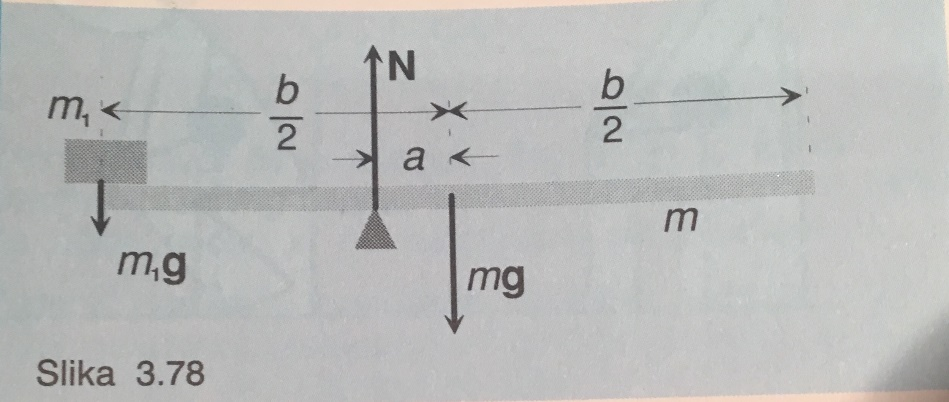 N
b/2
b/2
m₁
a
m
m₁g
mg
Slika 3.78